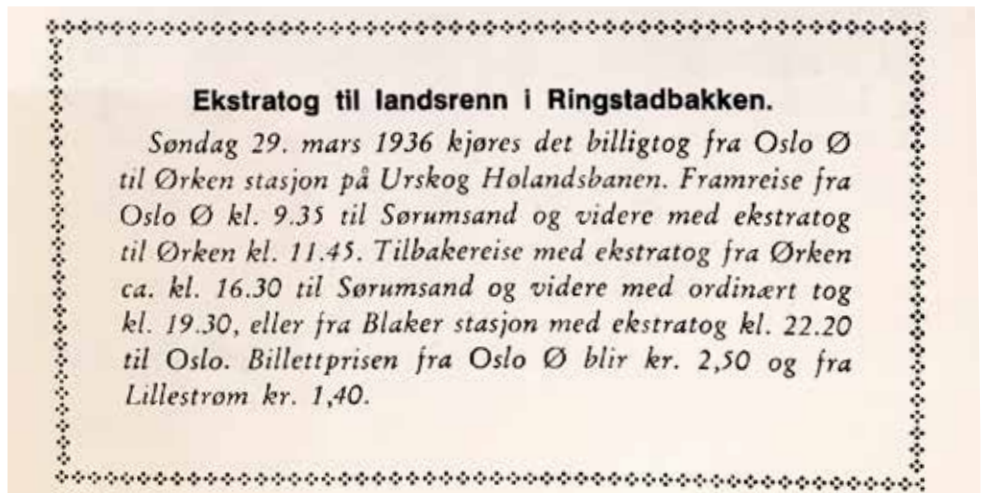 Ekstratog til landsrenn i Ringstadbakken.
Søndag 29. mars 1936 kjøres det billigtog fra Oslo Ø
til Ørken stasjon på Urskog Hølandsbanen. Framreise fra
Oslo Ø kl. 9.35 til Sørumsand og videre med ekstratog
til Ørken kl. 11.45. Tilbakereise med ekstratog fra Ørken
ca. kl. 16.30 til Sørumsand og videre med ordinært tog
kl. 19.30, eller fra Blaker stasjon med ekstratog kl. 22.20
til Oslo. Billettprisen fra Oslo Ø blir kr. 2,50 og fra
Lillestrøm kr. 1,40.